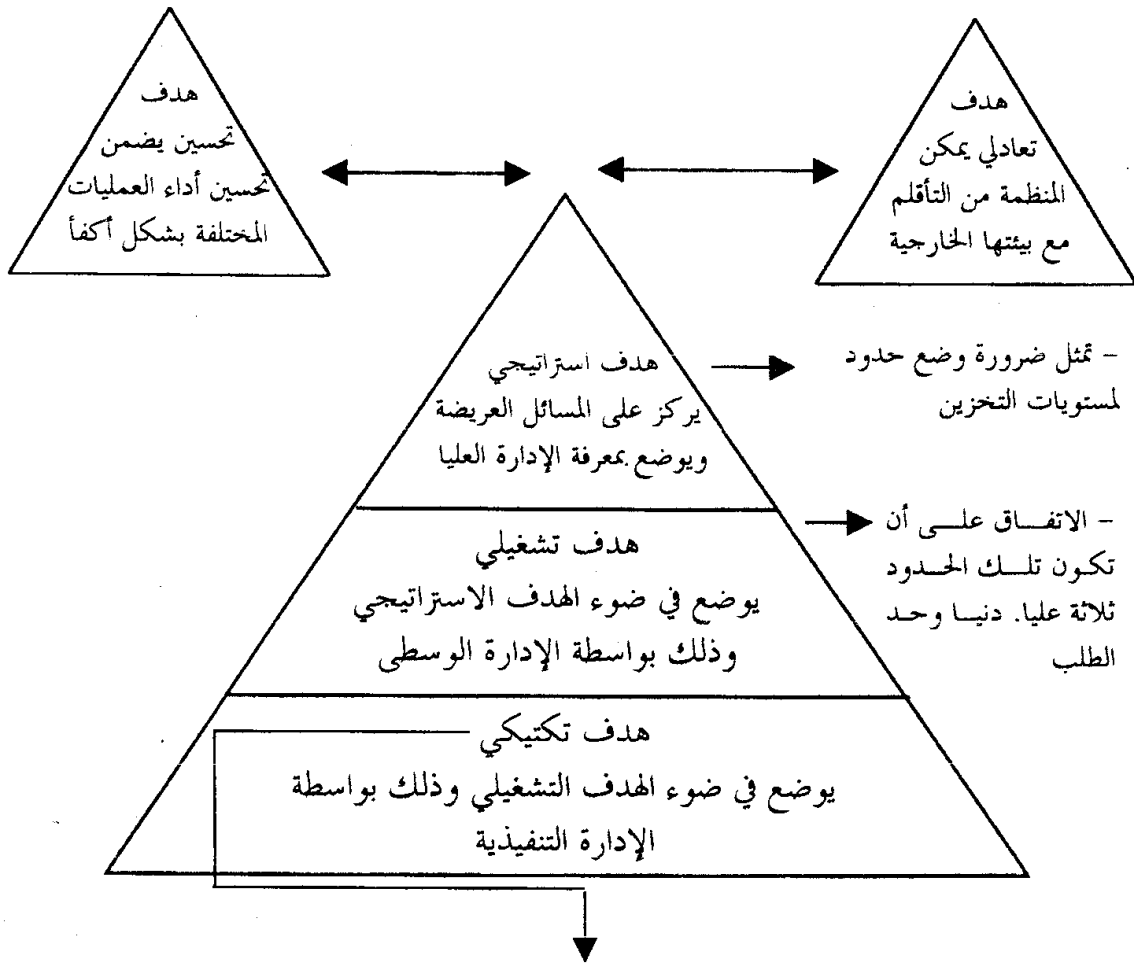 هدف
تعادلي يمكن
المنظمة من التأقلم
مع بيئتها الخارجية
هدف
تحسين يضمن
تحسين أداء العمليات
المختلفة بشكل أكفأ
هدف استراتيجي
يركز على المسائل العريضة
ويوضع بمعرفة الإدارة العليا
– تمثل ضرورة وضع حدود
لمستويات التخزين
هدف تشغيلي
يوضع في ضوء الهدف الاستراتيجي
وذلك بواسطة الإدارة الوسطى
– الاتفاق على أن
تكون تلك الحدود
ثلاثة عليا. دنيا وحد
الطلب
هدف تكتيكي
يوضع في ضوء الهدف التشغيلي وذلك بواسطة
الإدارة التنفيذية